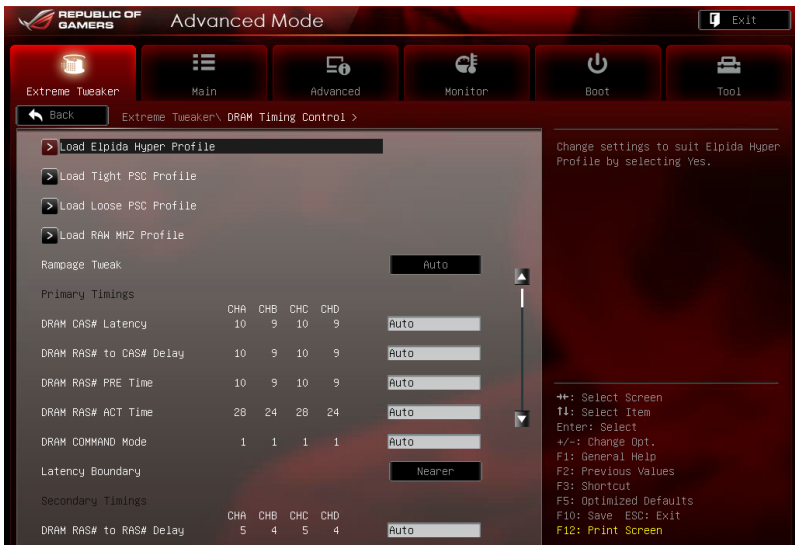 REPUBLIC OF GAMERS
Advanced Mode
Exit
Extreme Tweaker
Main
Advanced
Monitor
Boot
Tool
Back
Extreme Tweaker\ DRAM Timing Control >
> Load Elpida Hyper Profile
> Load Tight PSC Profile
> Load Loose PSC Profile
> Load RAW MHZ Profile
Rampage Tweak Auto
Primary Timings
CHA CHB CHC CHD
DRAM CAS# Latency 10 9 10 9 Auto
DRAM RAS# to CAS# Delay 10 9 10 9 Auto
DRAM RAS# PRE Time 10 9 10 9 Auto
DRAM RAS# ACT Time 28 24 28 24 Auto
DRAM COMMAND Mode 1 1 1 1 Auto
Latency Boundary Nearer
Secondary Timings
CHA CHB CHC CHD
DRAM RAS# to RAS# Delay 5 4 5 4 Auto
Change settings to suit Elpida Hyper
Profile by selecting Yes.
→←: Select Screen
↑↓: Select Item
Enter: Select
+/-: Change Opt.
F1: General Help
F2: Previous Values
F3: Shortcut
F5: Optimized Defaults
F10: Save ESC: Exit
F12: Print Screen